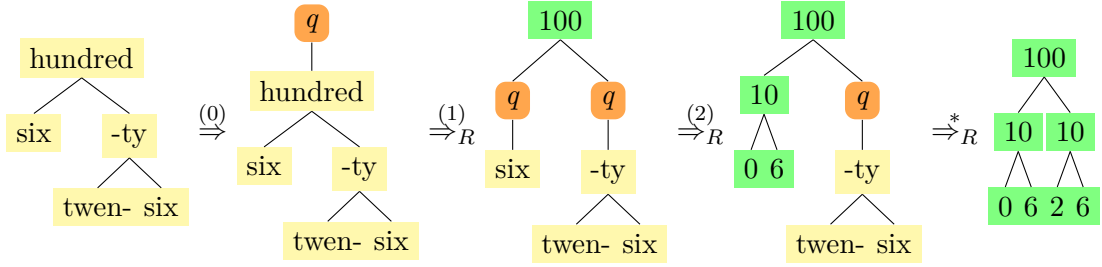 hundred
six -ty
twen- six
(0)
⇒
q
hundred
six -ty
twen- six
(1)
⇒R
100
q q
six -ty
twen- six
(2)
⇒R
100
10 q
0 6 -ty
twen- six
*
⇒R
100
10 10
0 6 2 6